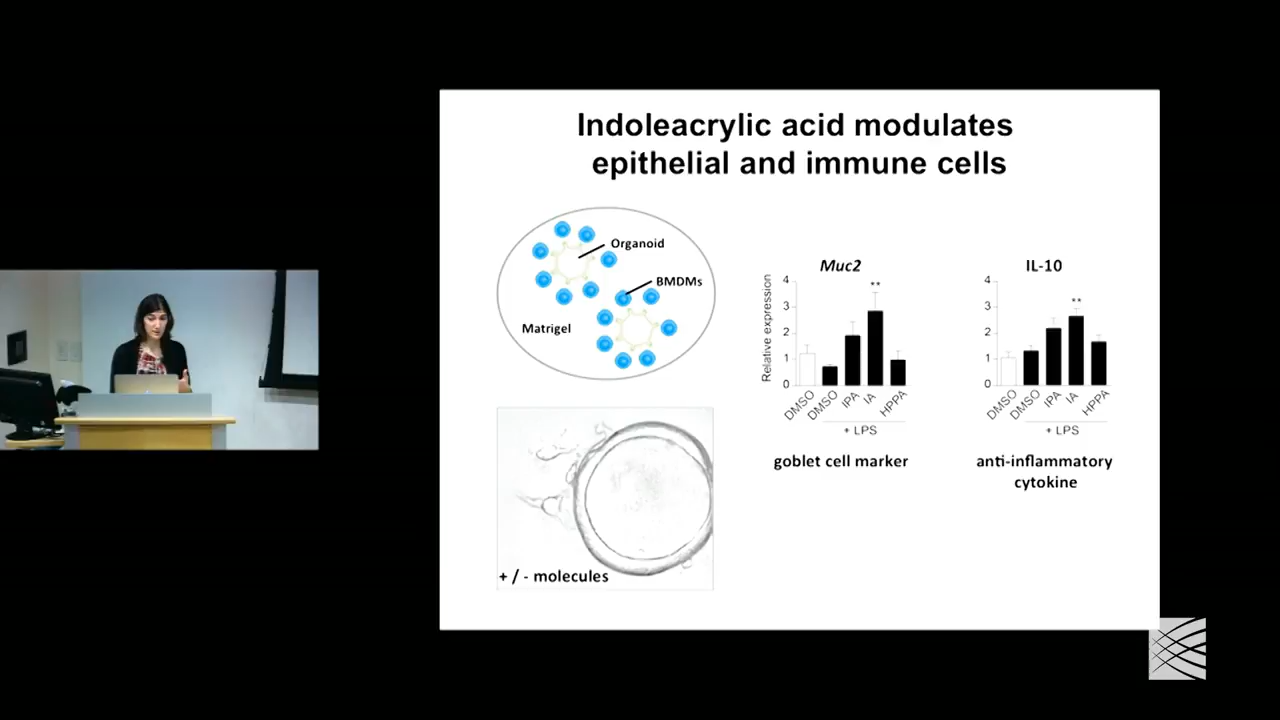 Indoleacrylic acid modulates
epithelial and immune cells
Organoid
BMDMs
Matrigel
+ / - molecules
Muc2
Relative expression
4
3
2
1
0
DMSO
DMSO
IPA
IA
HPPA
**
+ LPS
goblet cell marker
IL-10
4
3
2
1
0
DMSO
DMSO
IPA
IA
HPPA
**
+ LPS
anti-inflammatory
cytokine